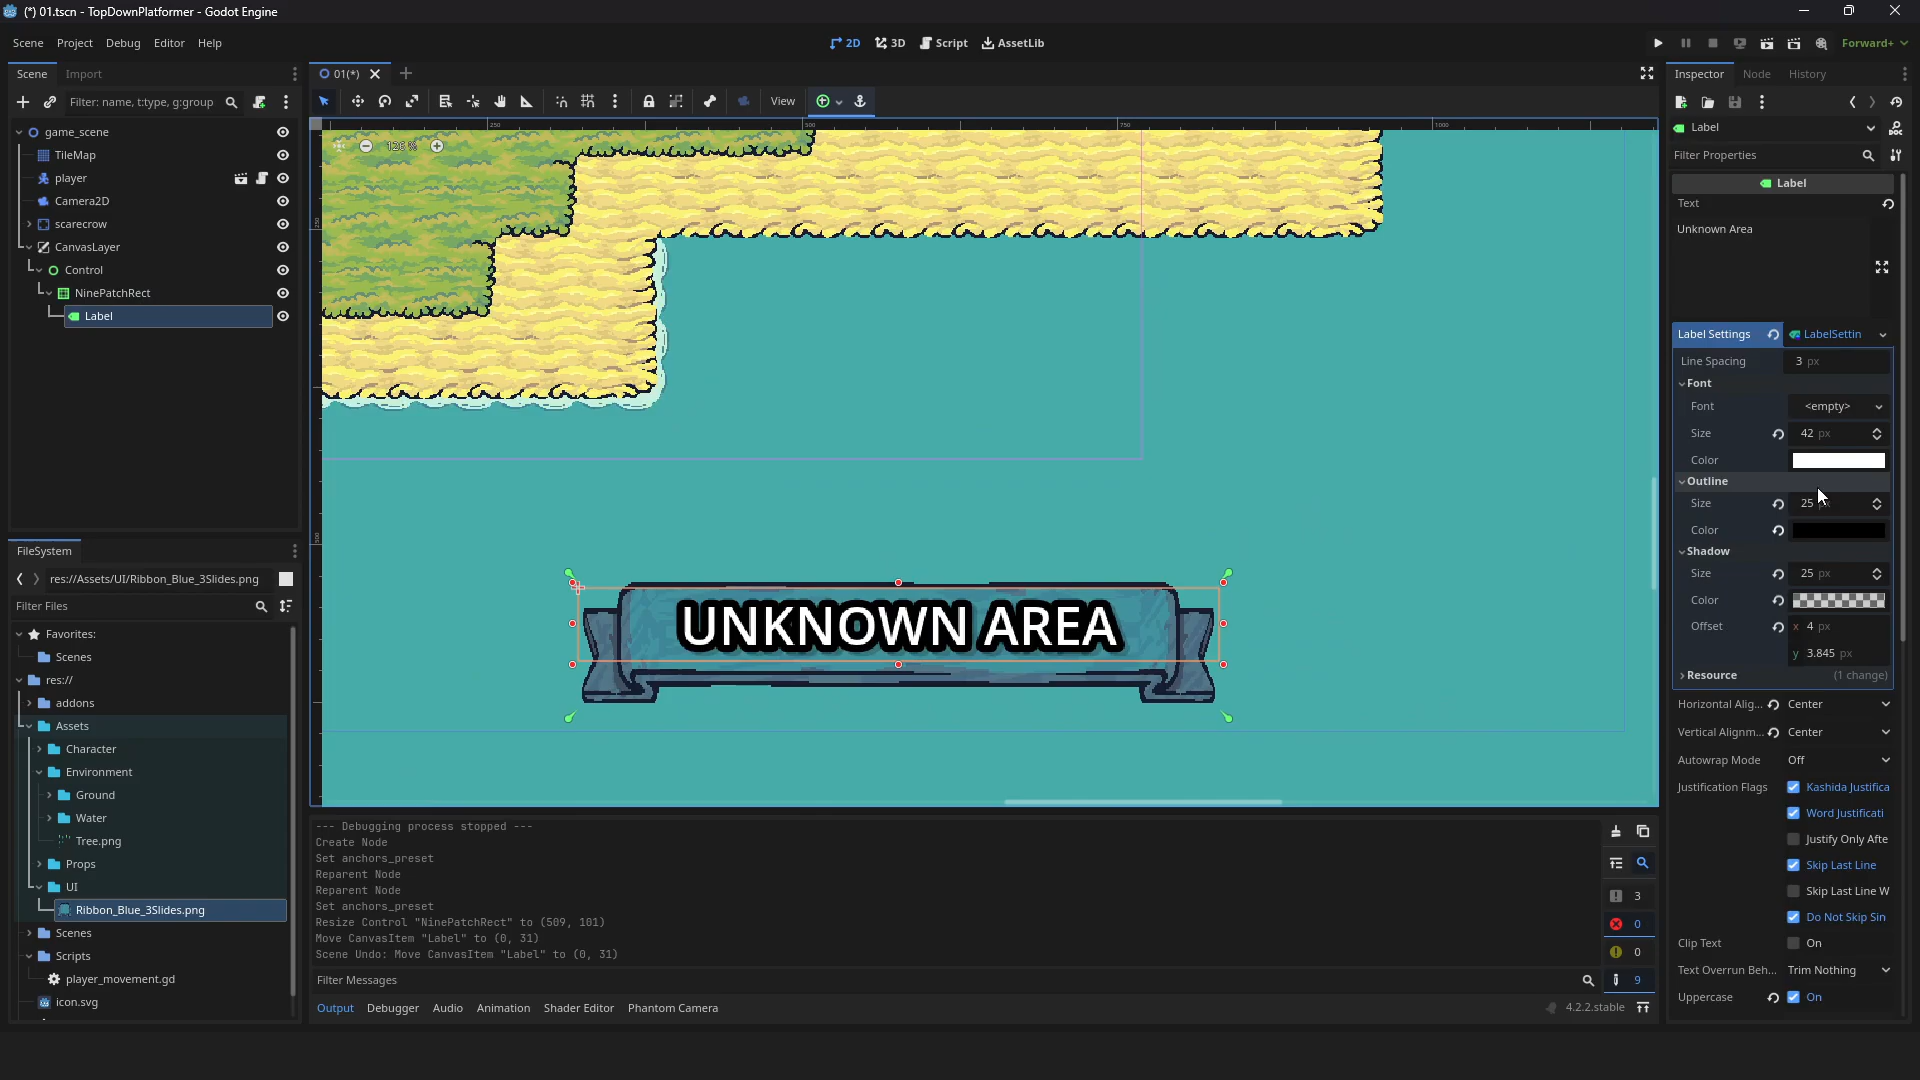 (*) 01.tscn - TopDownPlatformer - Godot Engine
Scene Project Debug Editor Help
2D 3D Script AssetLib
Forward+
Scene Import
Filter: name, t:type, g:group
game_scene
TileMap
player
Camera2D
scarecrow
CanvasLayer
Control
NinePatchRect
Label
FileSystem
res://Assets/UI/Ribbon_Blue_3Slides.png
Filter Files
Favorites:
Scenes
res://
addons
Assets
Character
Environment
Ground
Water
Tree.png
Props
UI
Ribbon_Blue_3Slides.png
Scenes
Scripts
player_movement.gd
icon.svg
01(*)
View
250 500 750 1000
126 %
250
500
UNKNOWN AREA
--- Debugging process stopped ---
Create Node
Set anchors_preset
Reparent Node
Reparent Node
Set anchors_preset
Resize Control "NinePatchRect" to (509, 101)
Move CanvasItem "Label" to (0, 31)
Scene Undo: Move CanvasItem "Label" to (0, 31)
3
0
0
9
Filter Messages
Output Debugger Audio Animation Shader Editor Phantom Camera
4.2.2.stable
Inspector Node History
Label
Filter Properties
Label
Text
Unknown Area
Label Settings LabelSettin
Line Spacing 3 px
Font
Font <empty>
Size 42 px
Color
Outline
Size 25
Color
Shadow
Size 25 px
Color
Offset x 4 px
y 3.845 px
Resource (1 change)
Horizontal Alig... Center
Vertical Alignm... Center
Autowrap Mode Off
Justification Flags Kashida Justifica
Word Justificati
Justify Only Afte
Skip Last Line
Skip Last Line W
Do Not Skip Sin
Clip Text On
Text Overrun Beh... Trim Nothing
Uppercase On